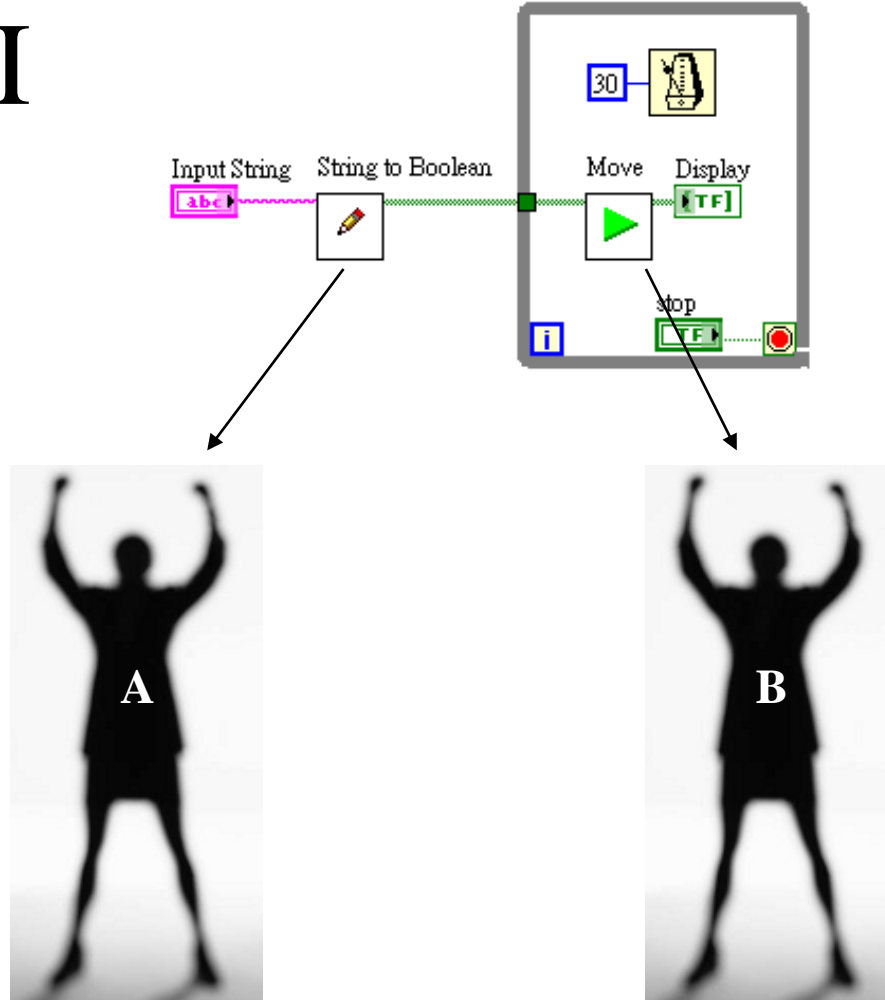 I
30
Input String
String to Boolean
Move
Display
abc
TF
stop
TF
i
A
B